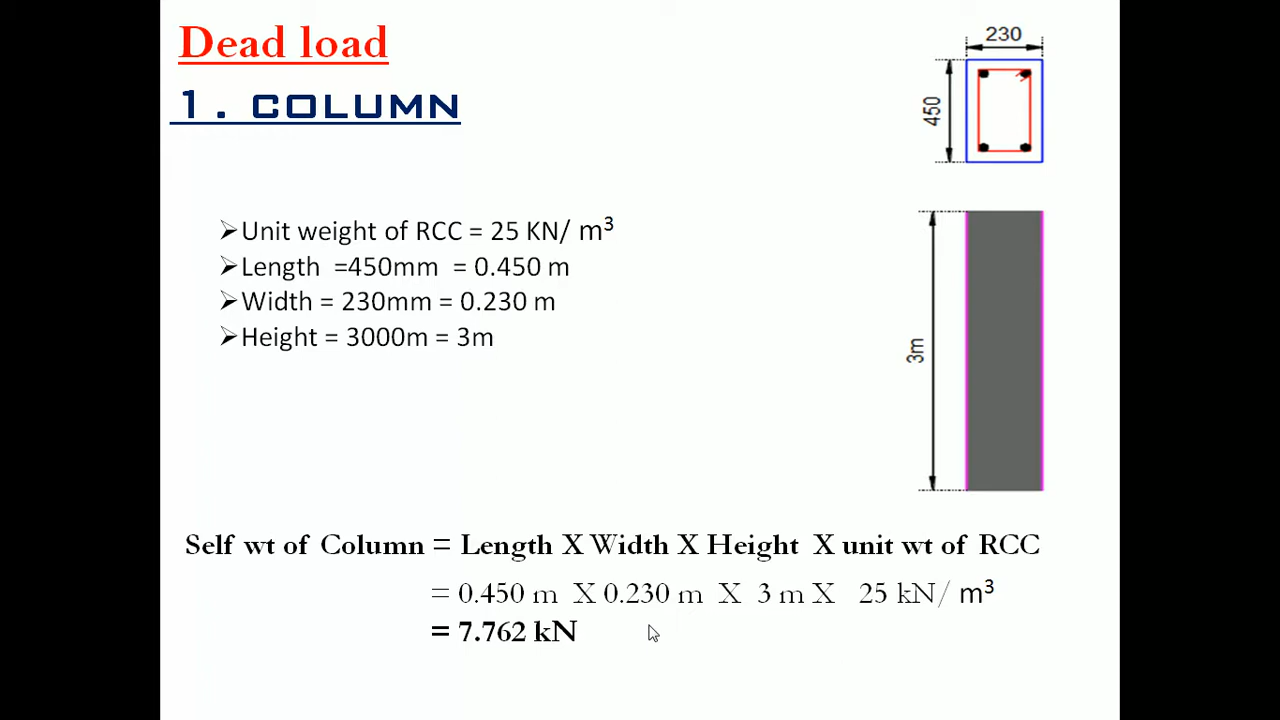 Dead load
1. COLUMN
230
450
➢Unit weight of RCC = 25 KN/ m³
➢Length =450mm = 0.450 m
➢Width = 230mm = 0.230 m
➢Height = 3000m = 3m
3m
Self wt of Column = Length X Width X Height X unit wt of RCC
= 0.450 m X 0.230 m X 3 m X 25 kN/ m³
= 7.762 kN